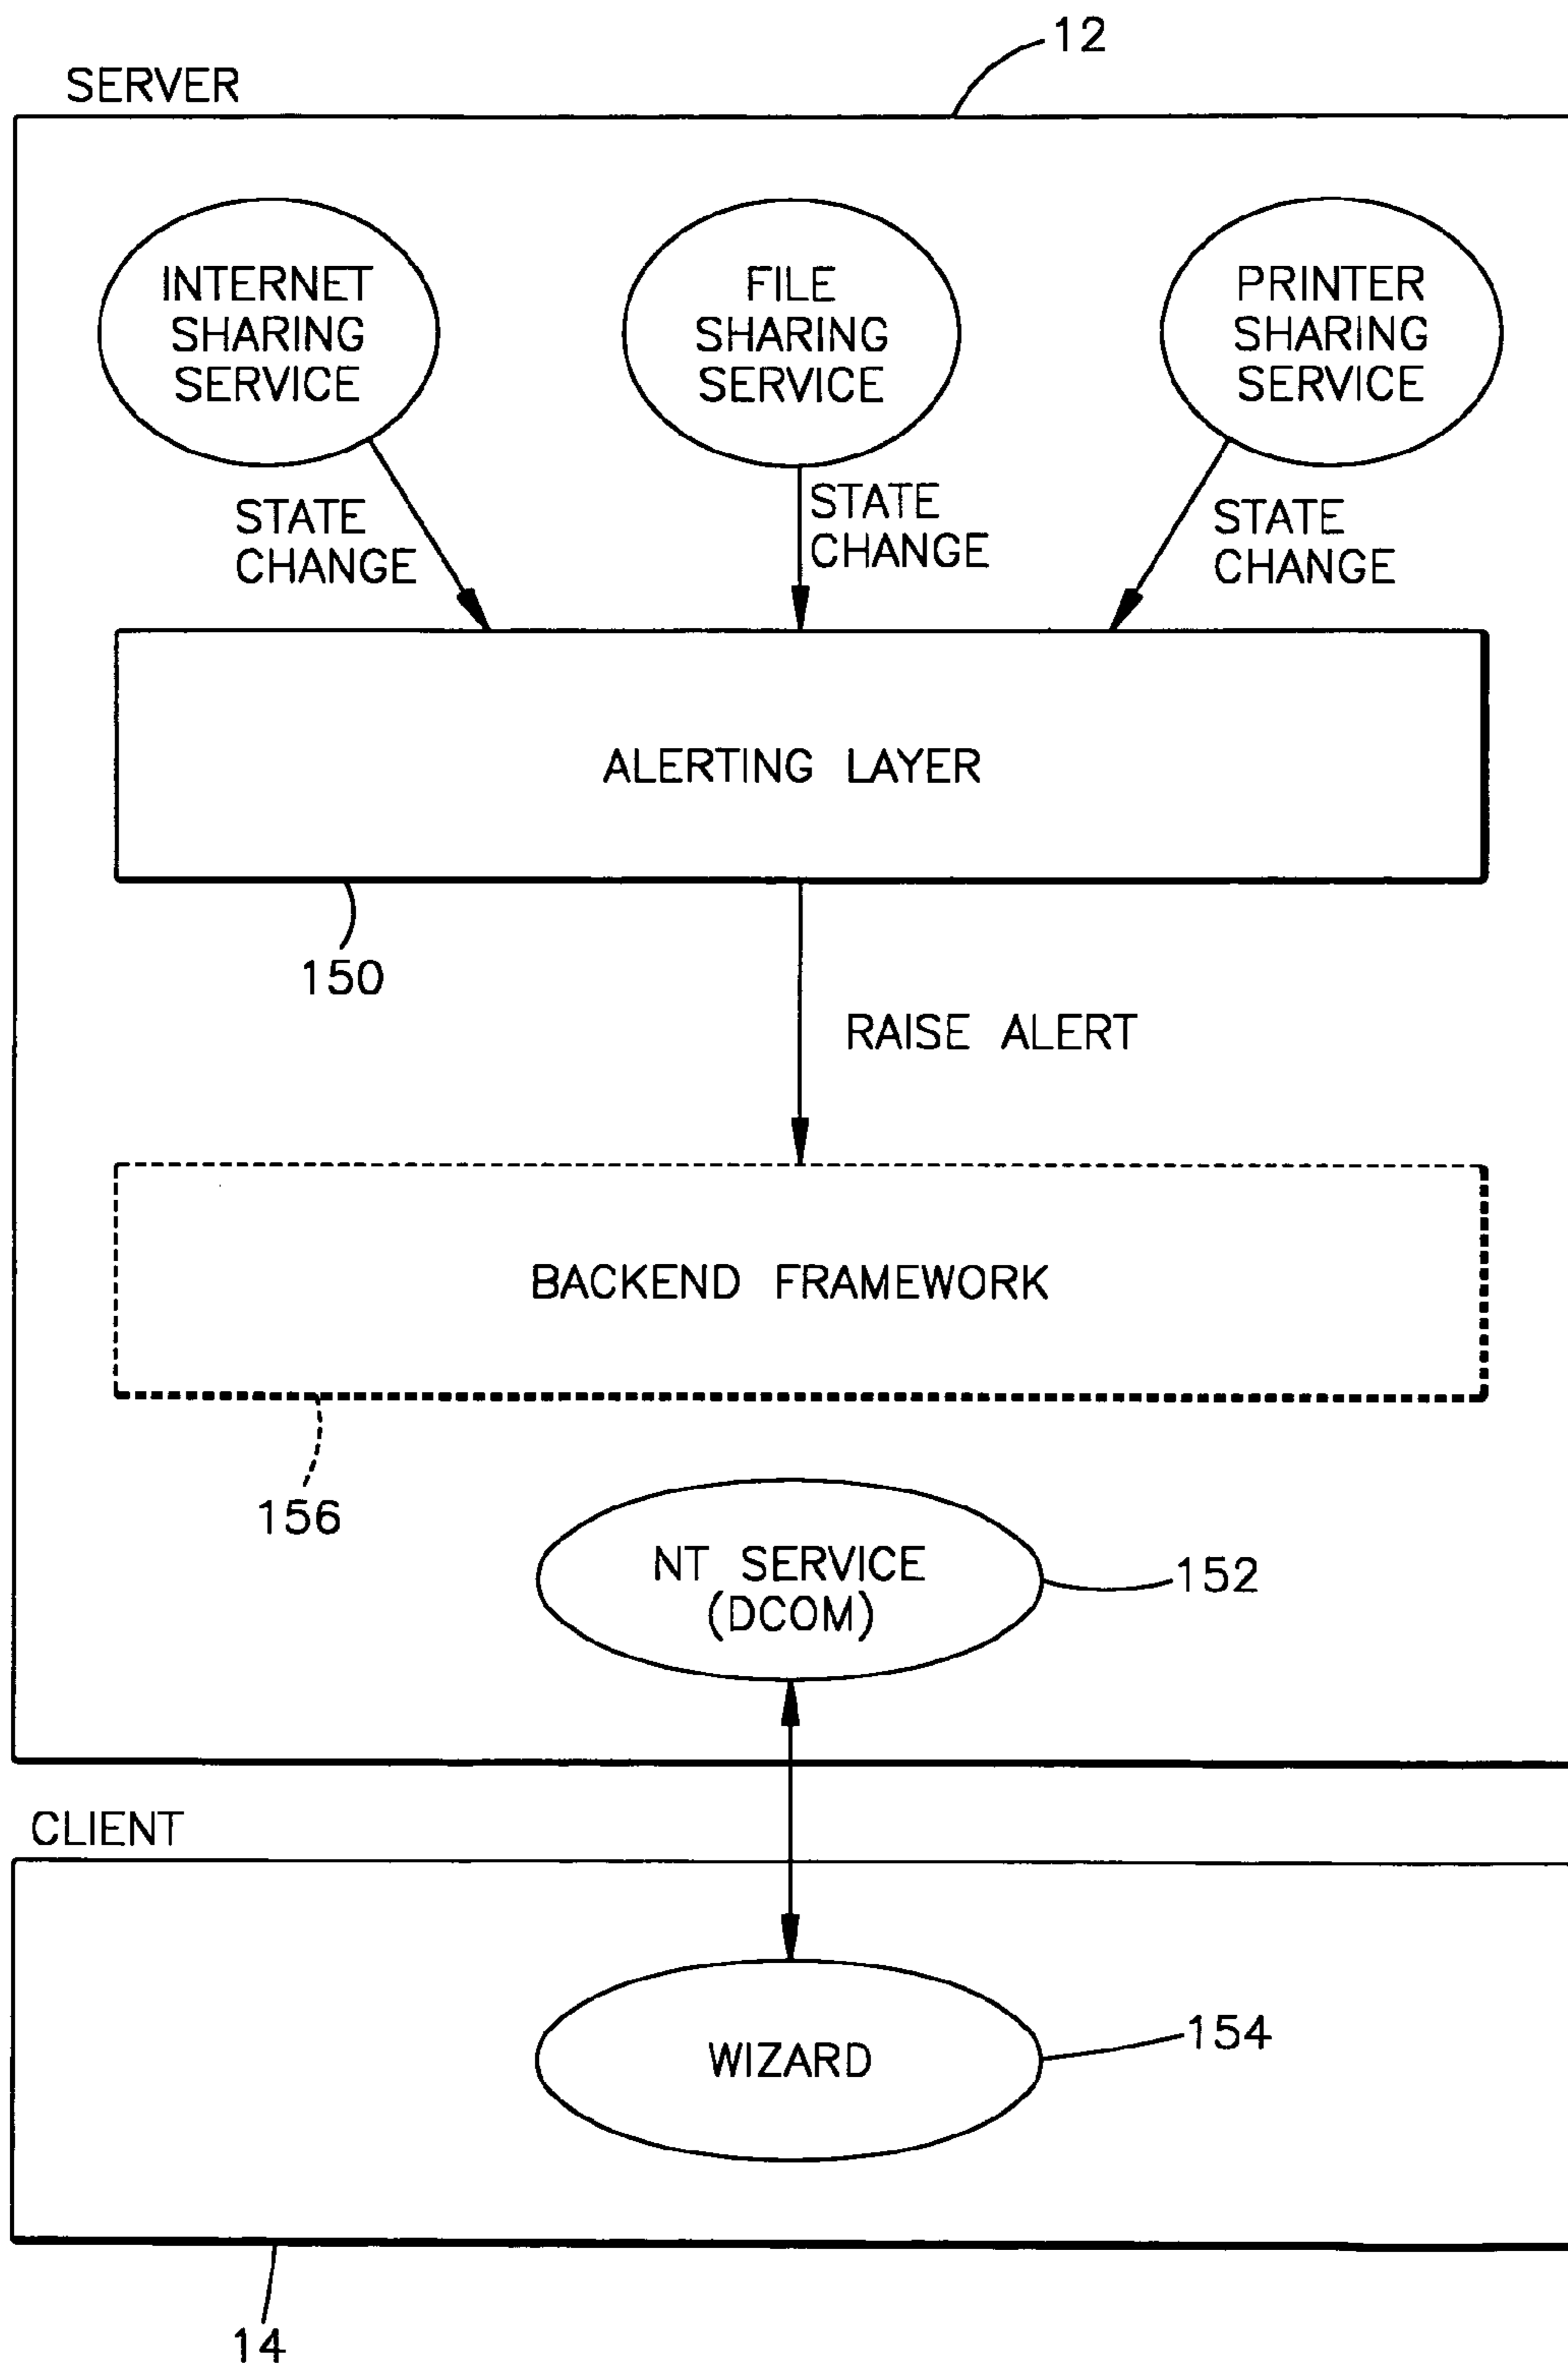 12
SERVER
INTERNET
SHARING
SERVICE
FILE
SHARING
SERVICE
PRINTER
SHARING
SERVICE
STATE
CHANGE
STATE
CHANGE
STATE
CHANGE
ALERTING LAYER
150
RAISE ALERT
BACKEND FRAMEWORK
156
NT SERVICE
(DCOM)
152
CLIENT
WIZARD
154
14